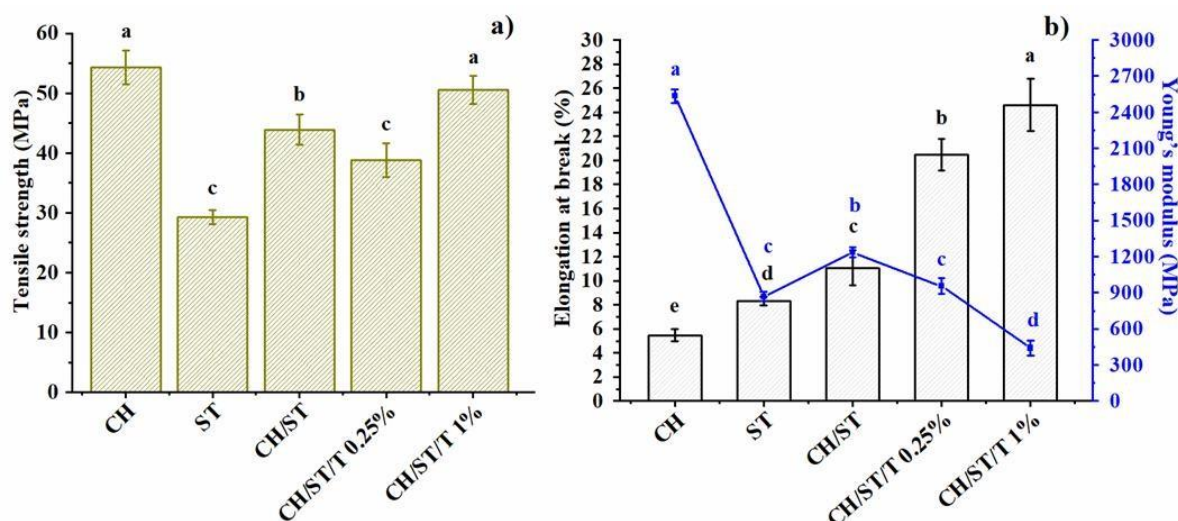 a)
Tensile strength (MPa)
60
50
40
30
20
10
0
a
c
b
c
a
CH
ST
CH/ST
CH/ST/T 0.25%
CH/ST/T 1%
b)
Elongation at break (%)
30
28
26
24
22
20
18
16
14
12
10
8
6
4
2
0
a
e
c
d
b
c
b
c
a
d
CH
ST
CH/ST
CH/ST/T 0.25%
CH/ST/T 1%
3000
2700
2400
2100
1800
1500
1200
900
600
300
0
Young's modulus (MPa)